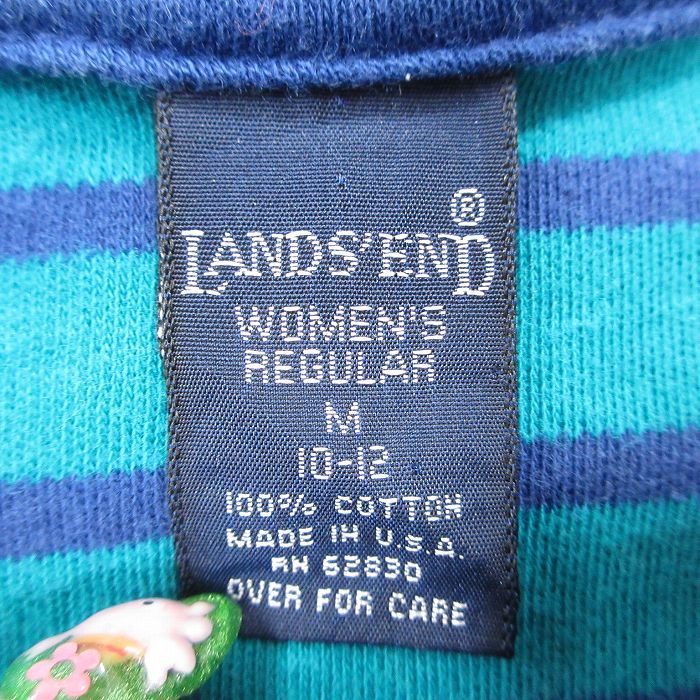 ®
LANDS' END
WOMEN'S
REGULAR
M
10-12
100% COTTON
MADE IN U.S.A.
RN 62830
OVER FOR CARE